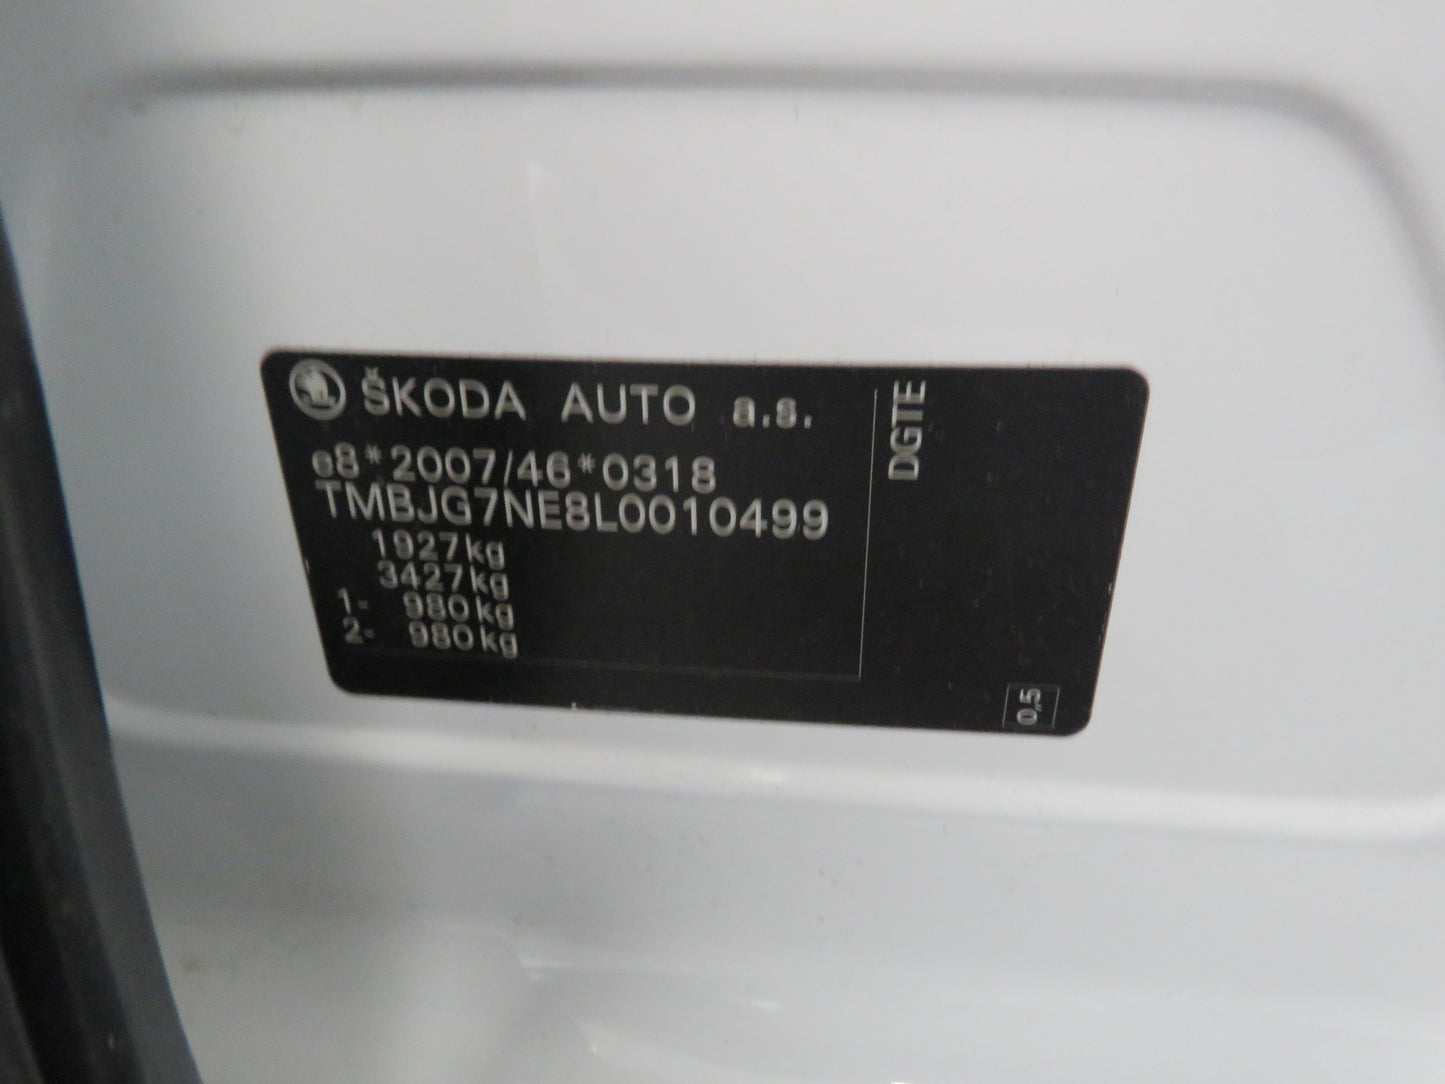 ŠKODA AUTO a.s.
e8*2007/46*0318
TMBJG7NE8L0010499
1927kg
3427kg
1- 980kg
2- 980kg
DGTE
0,5